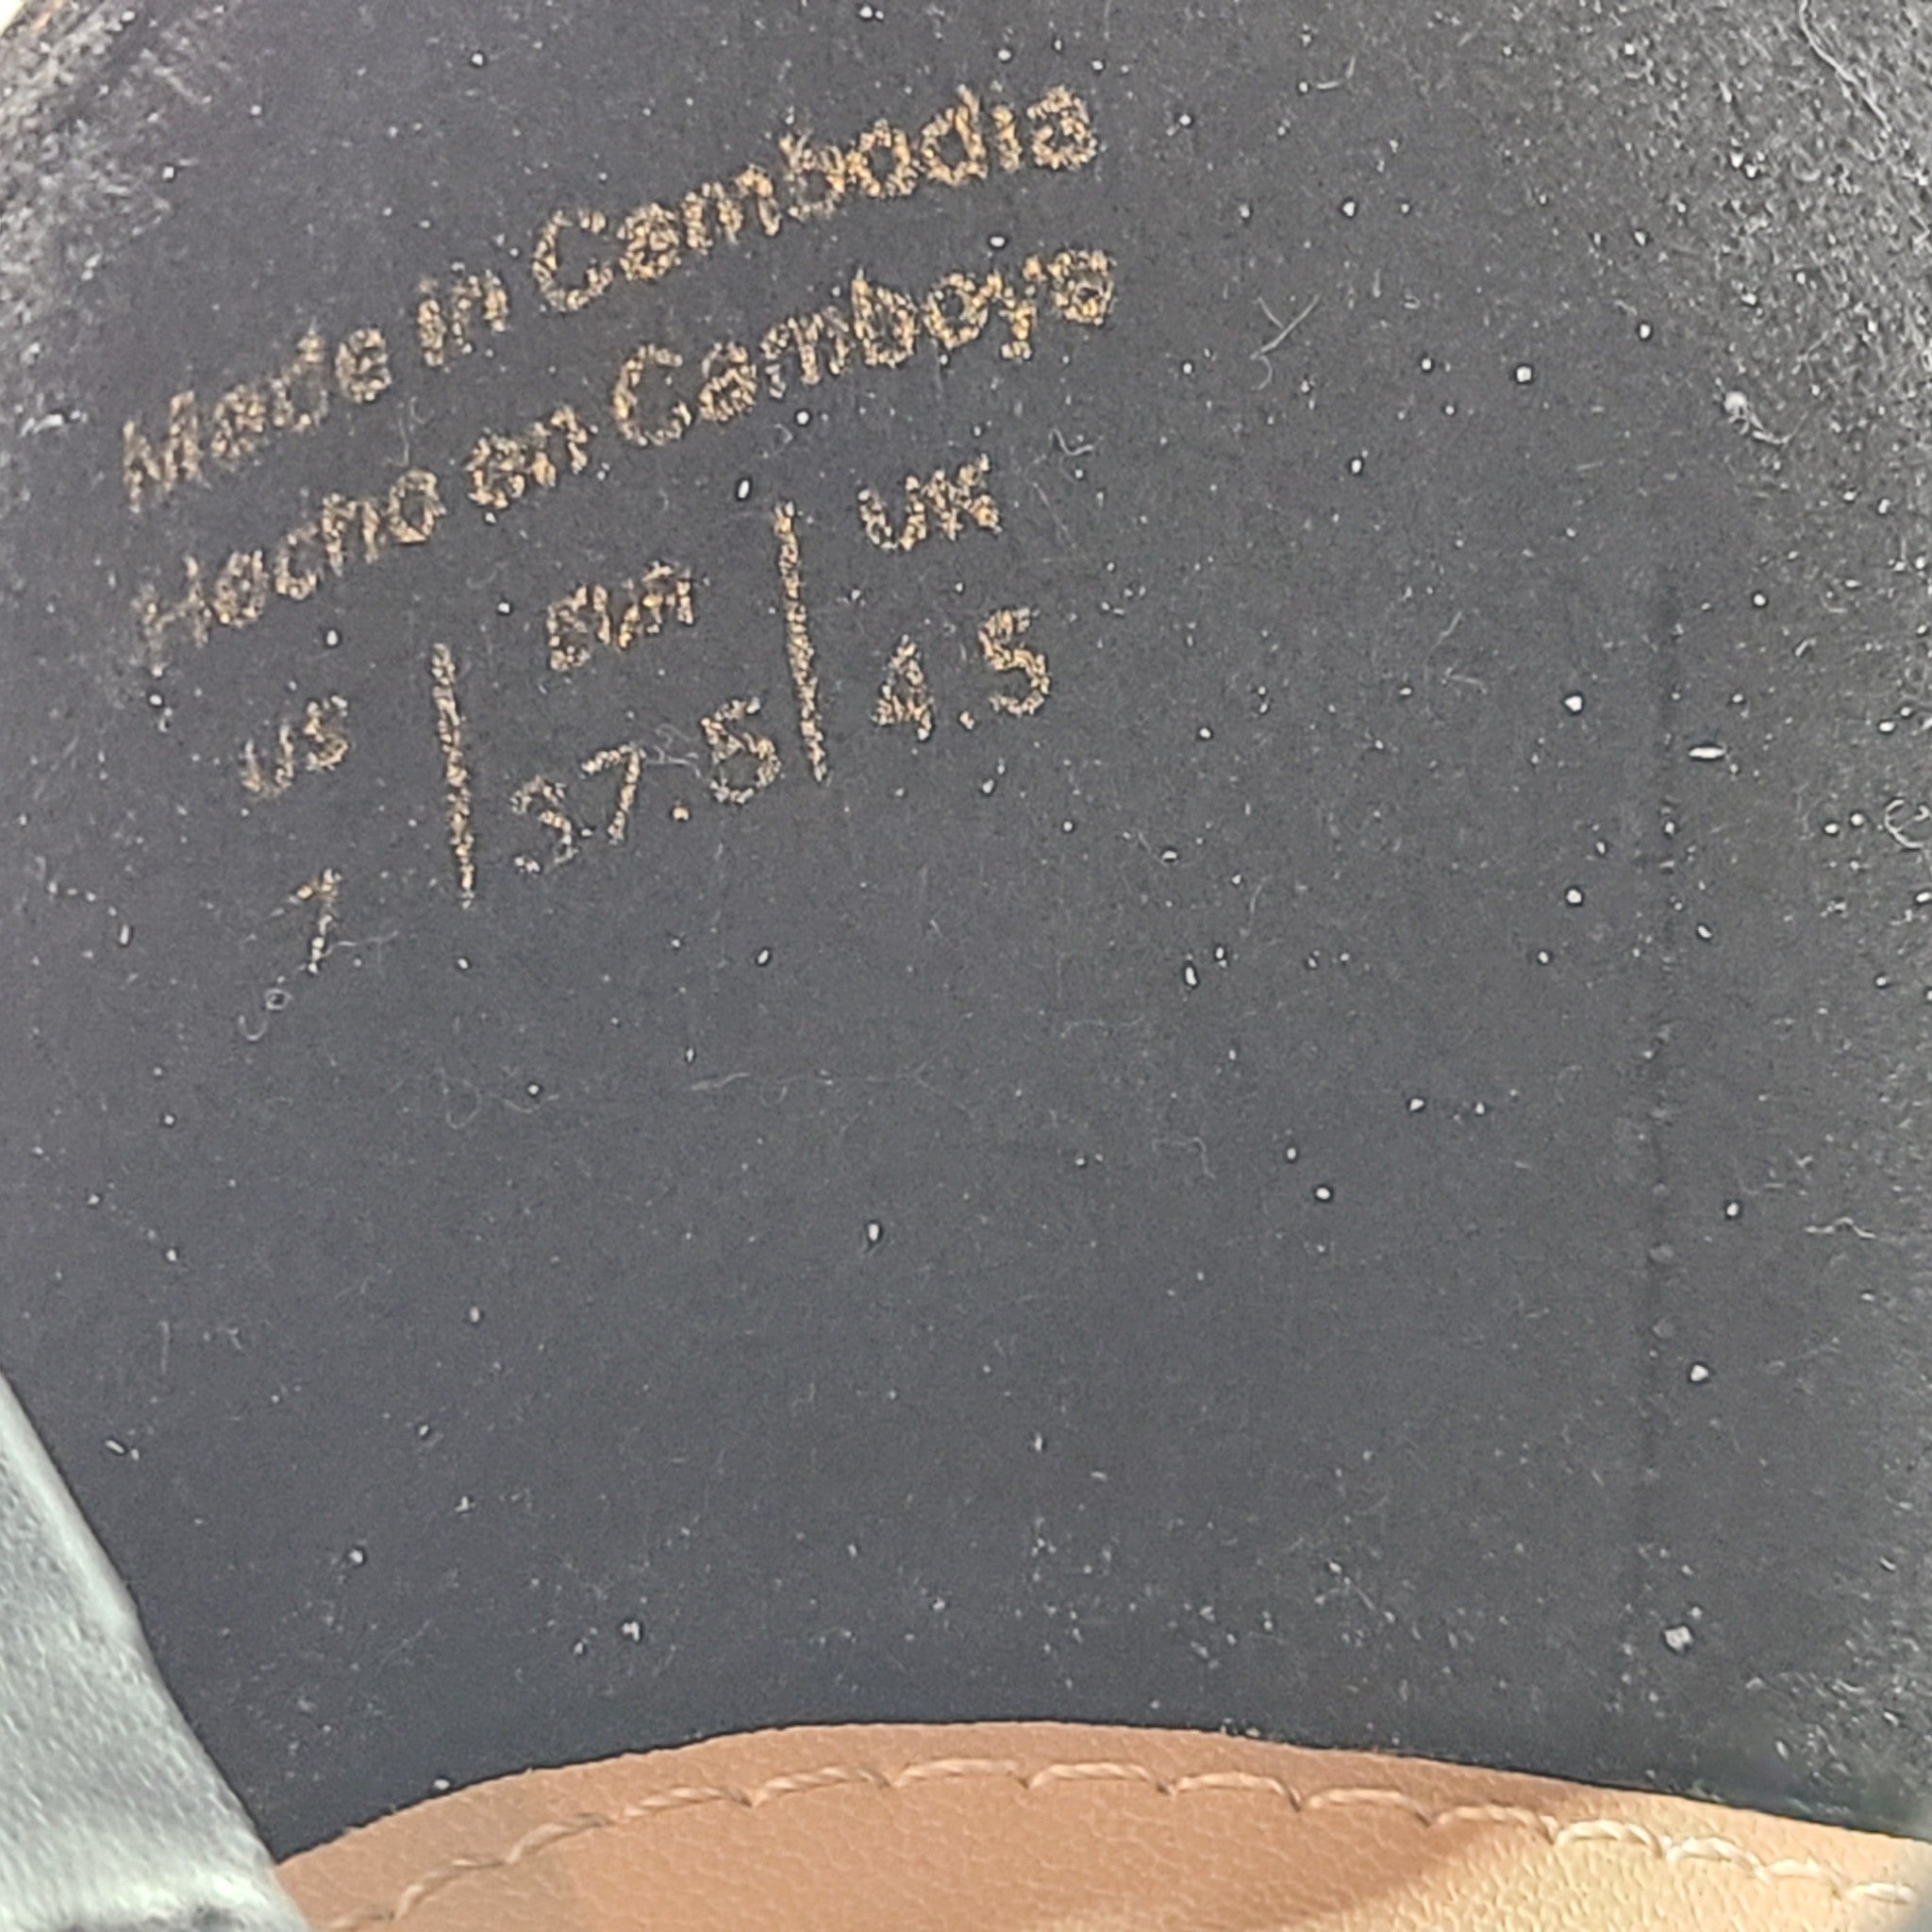 Made in Cambodia
Hecho en Camboya
US | EUR | UK
7 | 37.5 | 4.5